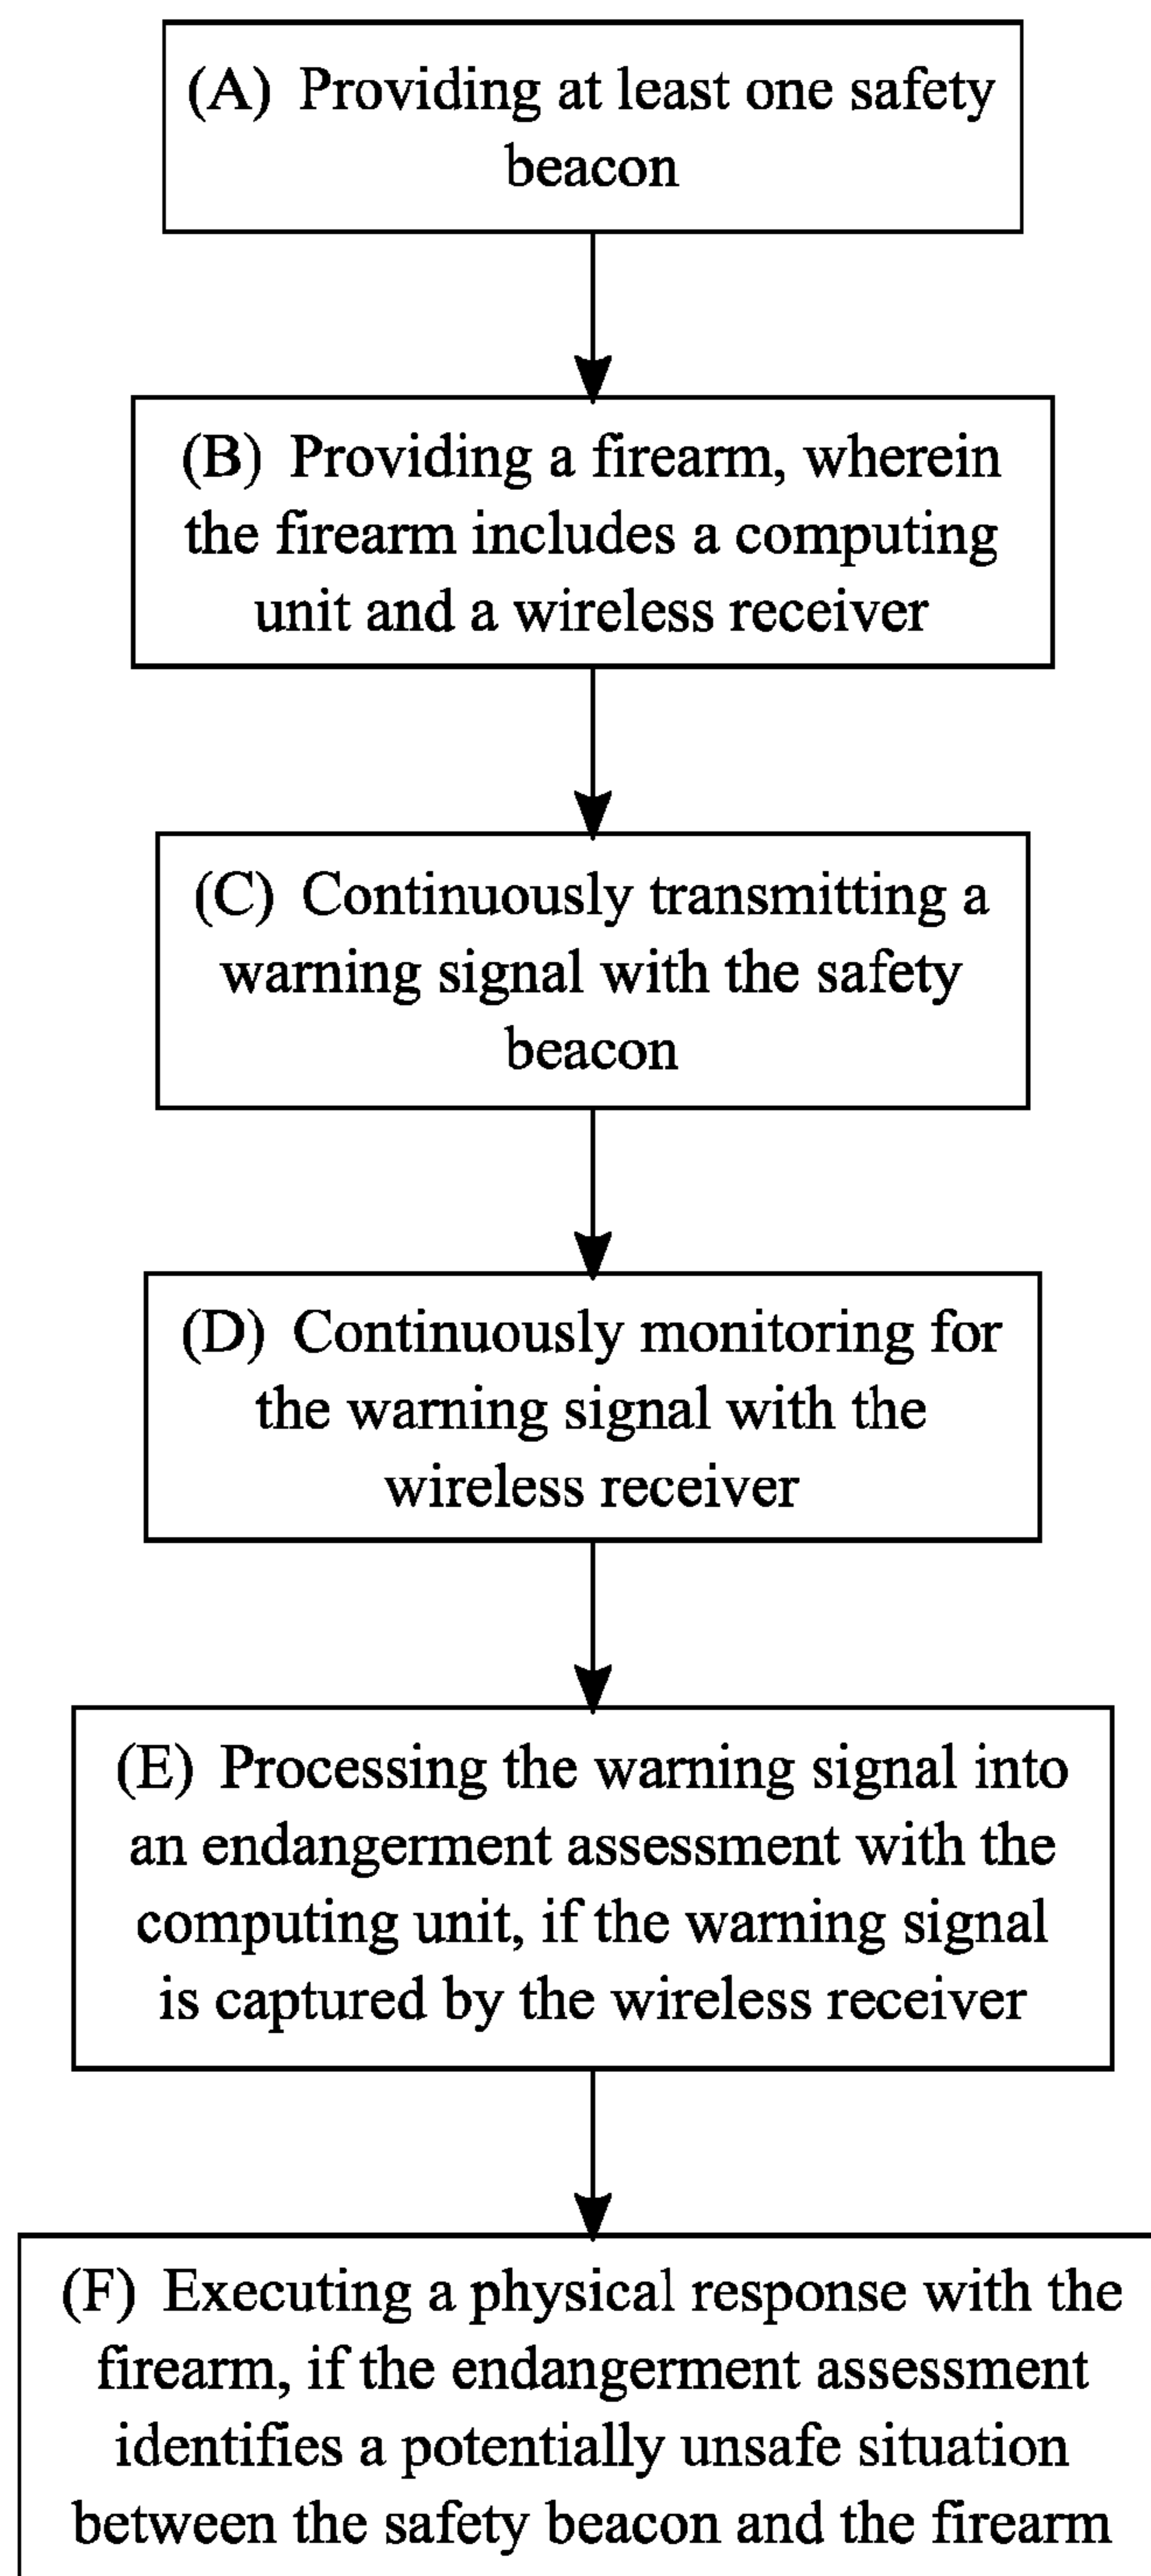 (A) Providing at least one safety
beacon
(B) Providing a firearm, wherein
the firearm includes a computing
unit and a wireless receiver
(C) Continuously transmitting a
warning signal with the safety
beacon
(D) Continuously monitoring for
the warning signal with the
wireless receiver
(E) Processing the warning signal into
an endangerment assessment with the
computing unit, if the warning signal
is captured by the wireless receiver
(F) Executing a physical response with the
firearm, if the endangerment assessment
identifies a potentially unsafe situation
between the safety beacon and the firearm